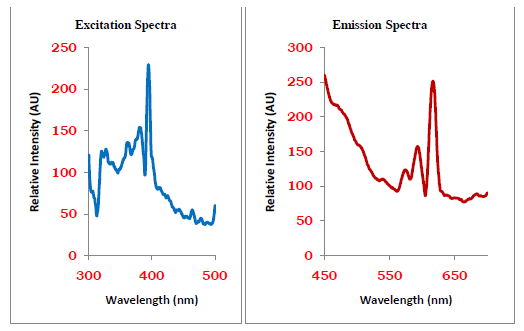 Excitation Spectra
250
200
150
100
50
0
300 400 500
Relative Intensity (AU)
Wavelength (nm)
Emission Spectra
300
250
200
150
100
50
0
450 550 650
Relative Intensity (AU)
Wavelength (nm)